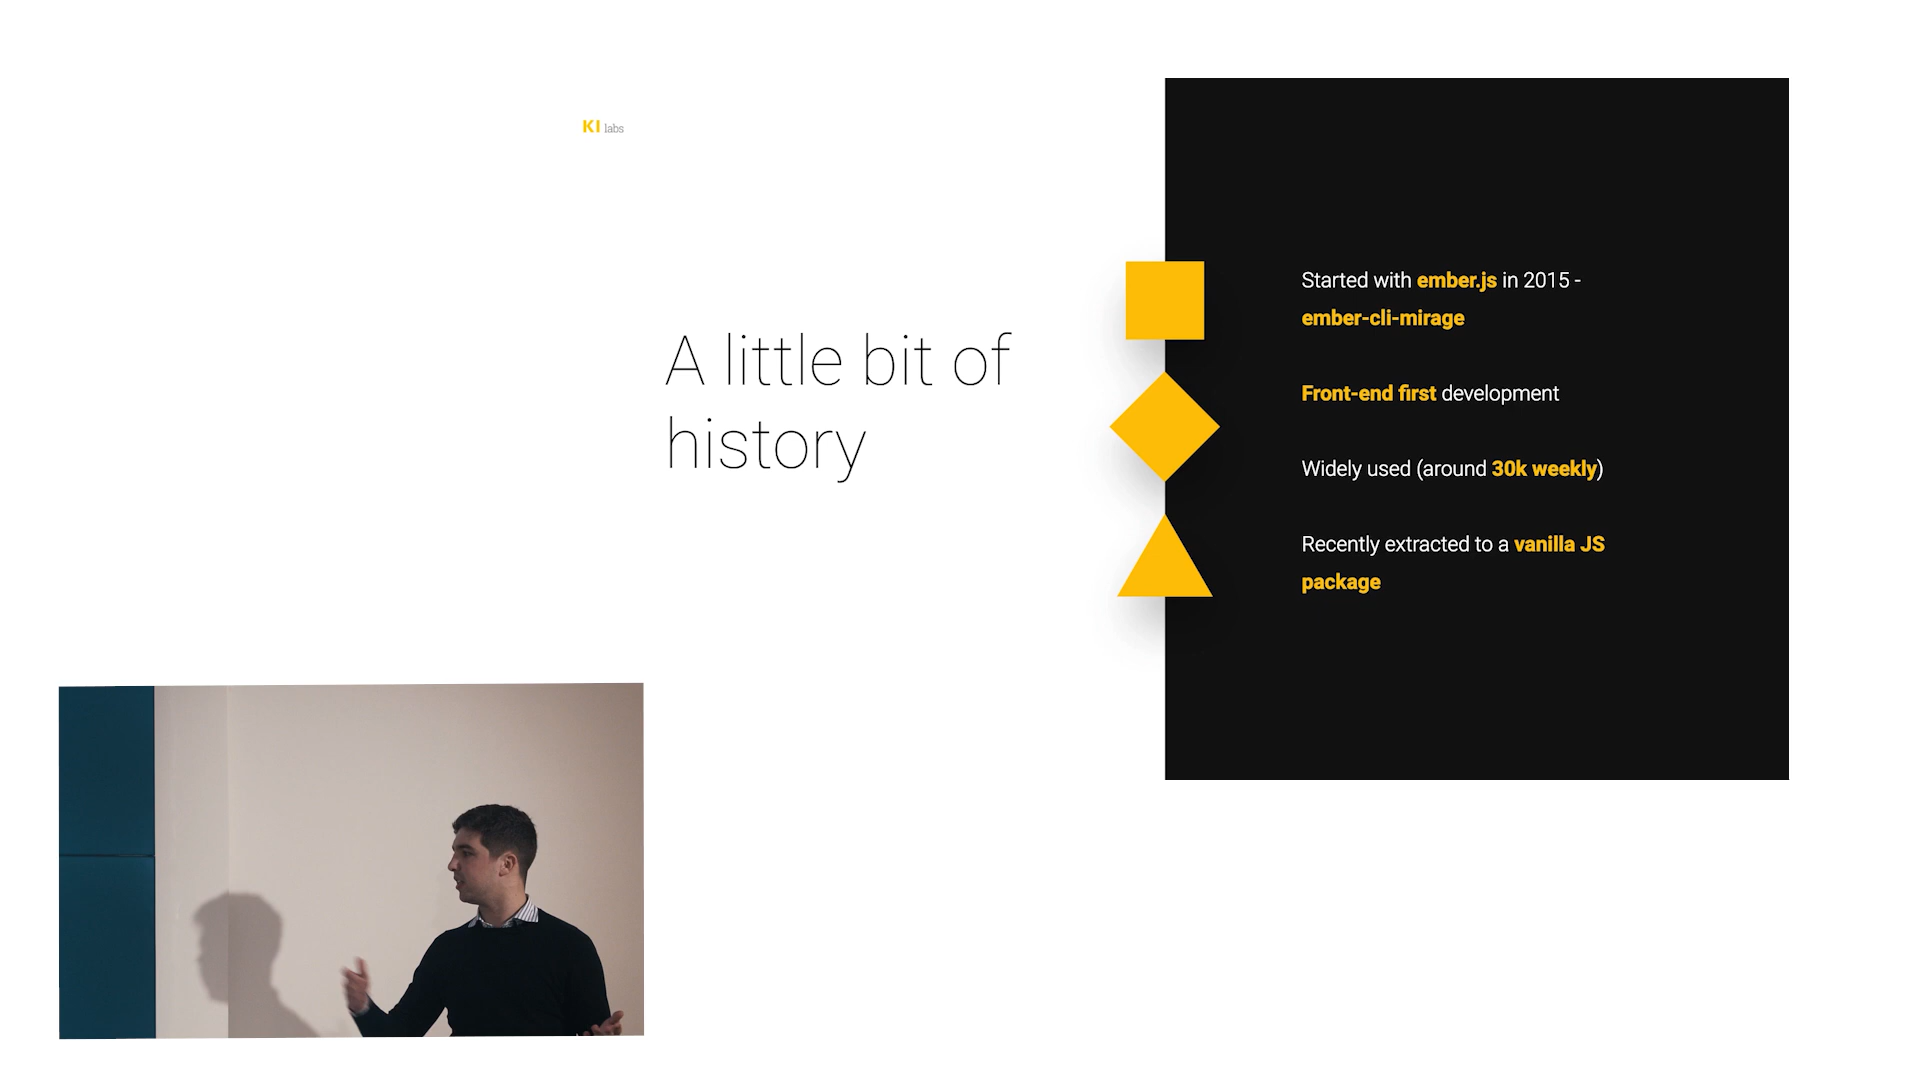 KI labs
A little bit of
history
Started with ember.js in 2015 -
ember-cli-mirage
Front-end first development
Widely used (around 30k weekly)
Recently extracted to a vanilla JS
package